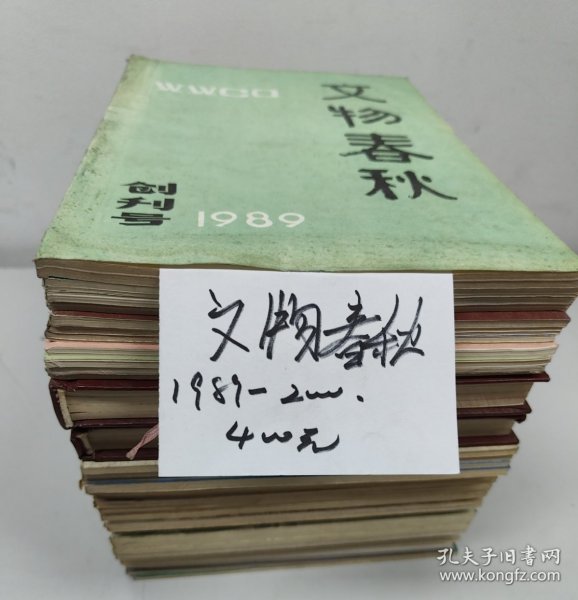 WWCQ
文物春秋
创刊号
1989
文物春秋
1989-2000.
400元
孔夫子旧书网
www.kongfz.com